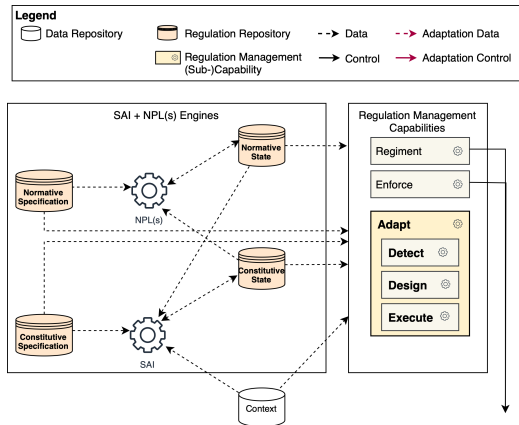 Legend
Data Repository
Regulation Repository
Data
Adaptation Data
Regulation Management
(Sub-)Capability
Control
Adaptation Control
SAI + NPL(s) Engines
Regulation Management
Capabilities
Normative
State
Regiment
Enforce
Normative
Specification
NPL(s)
Adapt
Detect
Constitutive
State
Design
Execute
Constitutive
Specification
SAI
Context